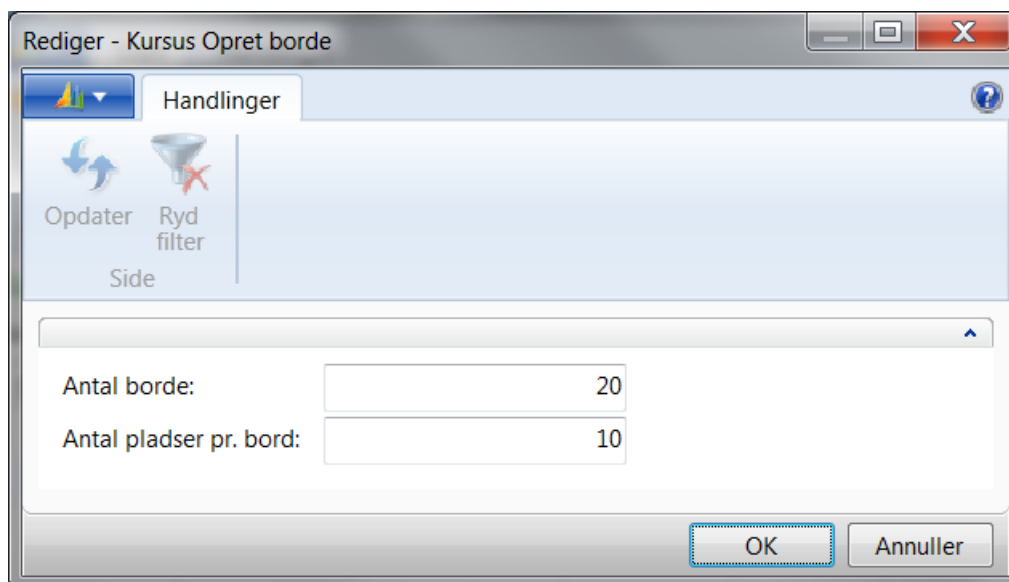 Rediger - Kursus Opret borde
Handlinger
Opdater
Ryd
filter
Side
Antal borde:
20
Antal pladser pr. bord:
10
OK
Annuller